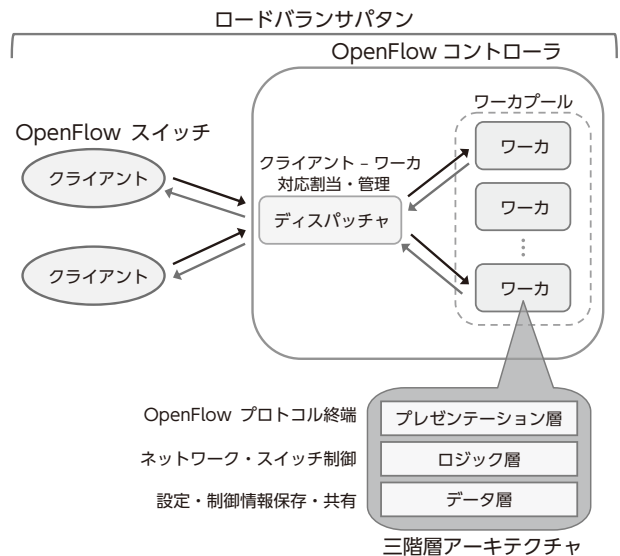 ロードバランサパタン
OpenFlow コントローラ
ワーカプール
OpenFlow スイッチ
ワーカ
クライアント
クライアント – ワーカ
対応割当・管理
ディスパッチャ
ワーカ
クライアント
ワーカ
OpenFlow プロトコル終端
プレゼンテーション層
ネットワーク・スイッチ制御
ロジック層
設定・制御情報保存・共有
データ層
三階層アーキテクチャ